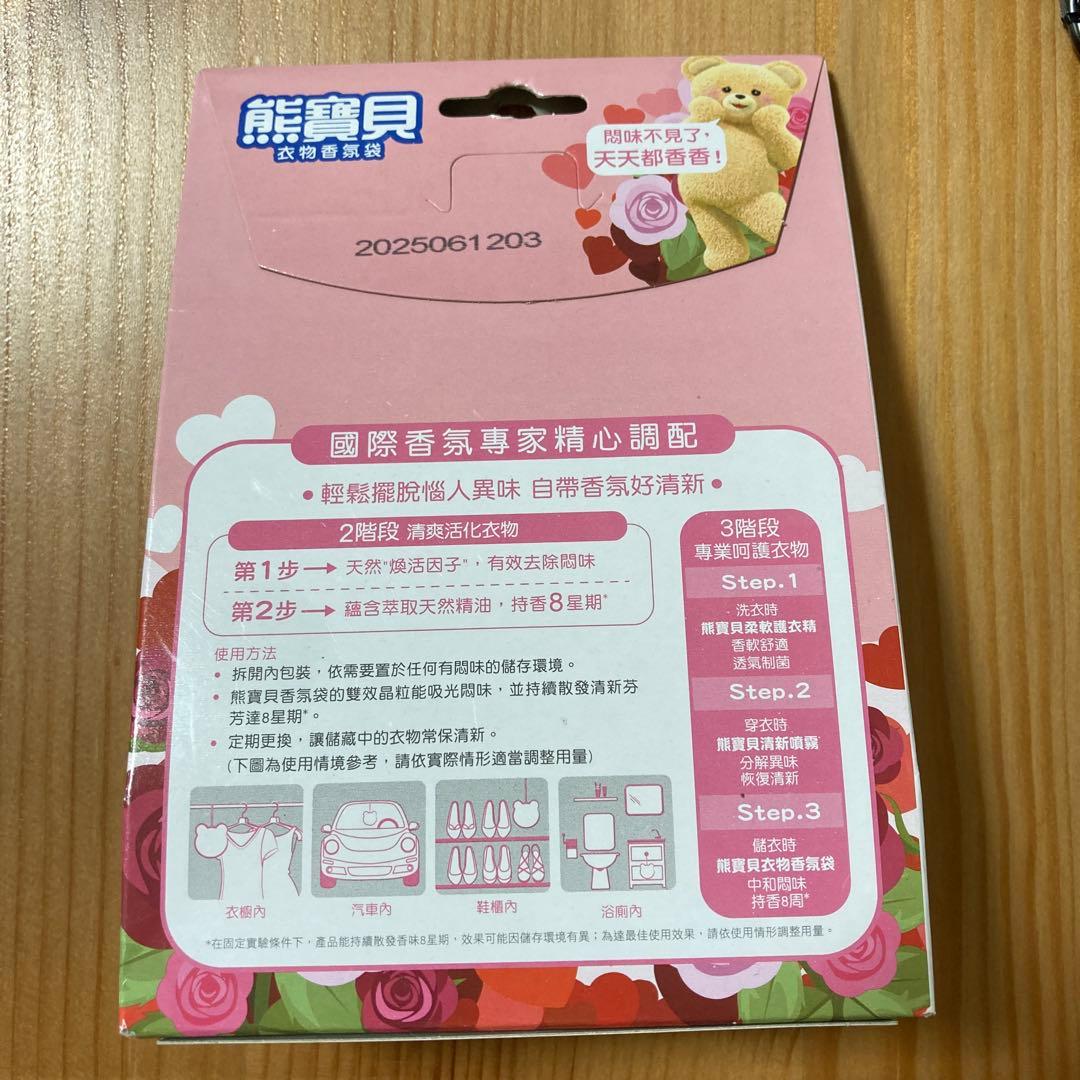 熊寶貝
衣物香氛袋
悶味不見了，
天天都香香！
2025061203
國際香氛專家精心調配
• 輕鬆擺脫惱人異味 自帶香氛好清新 •
2階段 清爽活化衣物
第1步→ 天然"煥活因子"，有效去除悶味
第2步→ 蘊含萃取天然精油，持香8星期*
使用方法
• 拆開內包裝，依需要置於任何有悶味的儲存環境。
• 熊寶貝香氛袋的雙效晶粒能吸光悶味，並持續散發清新芬
芳達8星期*。
• 定期更換，讓儲藏中的衣物常保清新。
(下圖為使用情境參考，請依實際情形適當調整用量)
衣櫥內
汽車內
鞋櫃內
浴廁內
3階段
專業呵護衣物
Step.1
洗衣時
熊寶貝柔軟護衣精
香軟舒適
透氣制菌
Step.2
穿衣時
熊寶貝清新噴霧
分解異味
恢復清新
Step.3
儲衣時
熊寶貝衣物香氛袋
中和悶味
持香8周*
*在固定實驗條件下，產品能持續散發香味8星期，效果可能因儲存環境有異；為達最佳使用效果，請依使用情形調整用量。